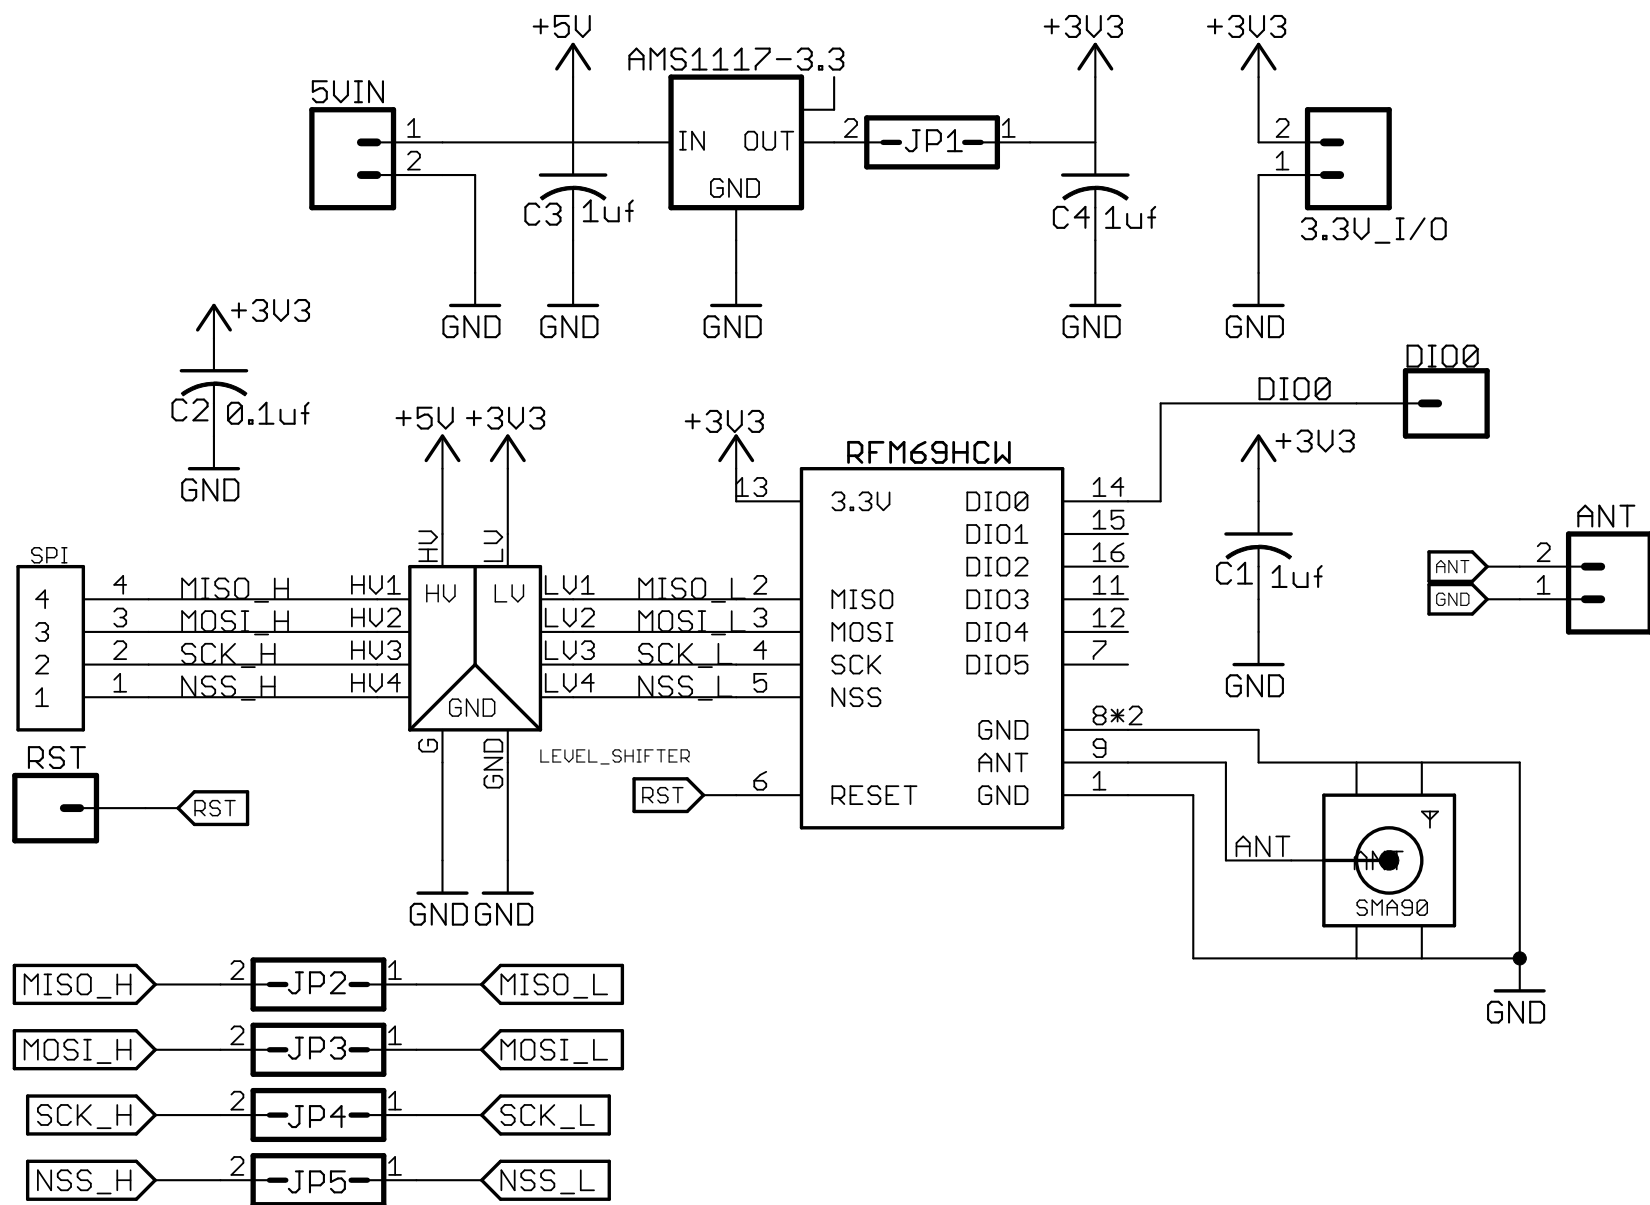 +5V
+3V3
+3V3
AMS1117-3.3
5VIN
1
2
IN OUT
GND
2 JP1 1
2
1
3.3V_I/O
C3 1uf
C4 1uf
GND
GND
GND
GND
GND
+3V3
C2 0.1uf
GND
+5V +3V3
+3V3
RFM69HCW
DIO0
DIO0
+3V3
C1 1uf
GND
ANT
ANT 2
GND 1
SPI
4 4 MISO_H HV1
3 3 MOSI_H HV2
2 2 SCK_H HV3
1 1 NSS_H HV4
HV LV
HV LV
GND
G GND
LEVEL_SHIFTER
LV1 MISO_L 2 MISO
LV2 MOSI_L 3 MOSI
LV3 SCK_L 4 SCK
LV4 NSS_L 5 NSS
13 3.3V
DIO0 14
DIO1 15
DIO2 16
DIO3 11
DIO4 12
DIO5 7
GND 8*2
ANT 9
GND 1
RST 6 RESET
RST
RST
GND GND
ANT
ANT
SMA90
GND
MISO_H 2 JP2 1 MISO_L
MOSI_H 2 JP3 1 MOSI_L
SCK_H 2 JP4 1 SCK_L
NSS_H 2 JP5 1 NSS_L